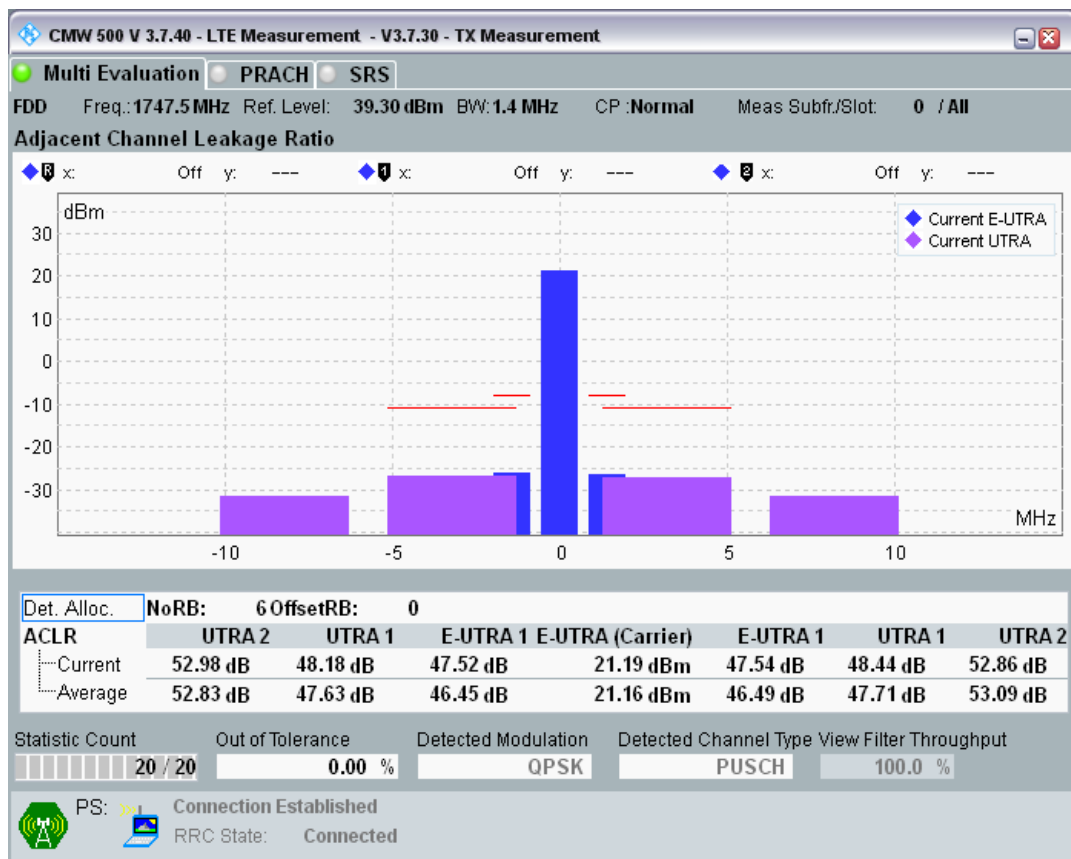 CMW 500 V 3.7.40 - LTE Measurement - V3.7.30 - TX Measurement
Multi Evaluation PRACH SRS
FDD Freq.: 1747.5 MHz Ref. Level: 39.30 dBm BW: 1.4 MHz CP :Normal Meas Subfr./Slot: 0 / All
Adjacent Channel Leakage Ratio
R x: Off y: --- 1 x: Off y: --- 2 x: Off y: ---
dBm
Current E-UTRA
Current UTRA
30
20
10
0
-10
-20
-30
MHz
-10 -5 0 5 10
Det. Alloc. NoRB: 6 OffsetRB: 0
ACLR UTRA 2 UTRA 1 E-UTRA 1 E-UTRA (Carrier) E-UTRA 1 UTRA 1 UTRA 2
Current 52.98 dB 48.18 dB 47.52 dB 21.19 dBm 47.54 dB 48.44 dB 52.86 dB
Average 52.83 dB 47.63 dB 46.45 dB 21.16 dBm 46.49 dB 47.71 dB 53.09 dB
Statistic Count Out of Tolerance Detected Modulation Detected Channel Type View Filter Throughput
20 / 20 0.00 % QPSK PUSCH 100.0 %
PS: Connection Established
RRC State: Connected